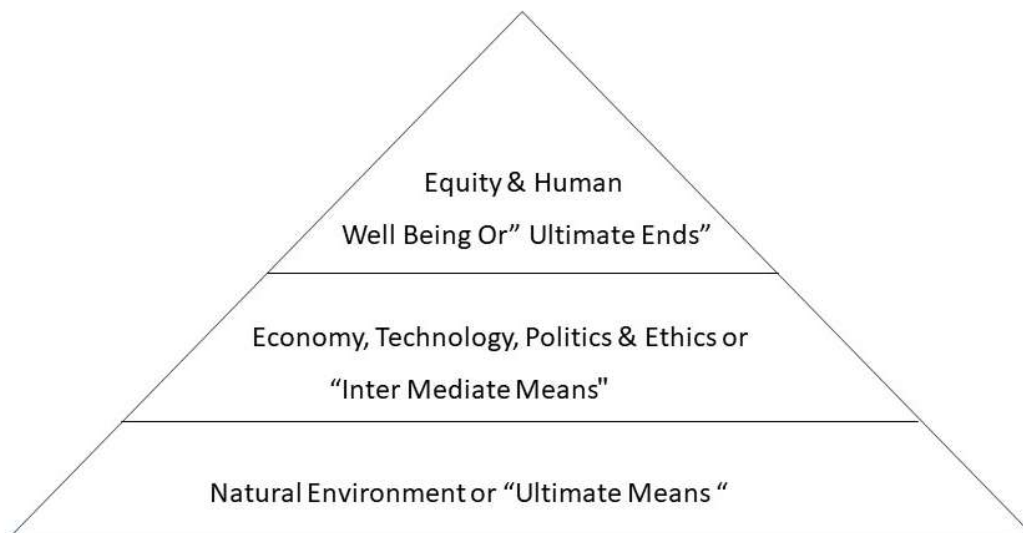 Equity & Human
Well Being Or” Ultimate Ends”
Economy, Technology, Politics & Ethics or
“Inter Mediate Means"
Natural Environment or “Ultimate Means “